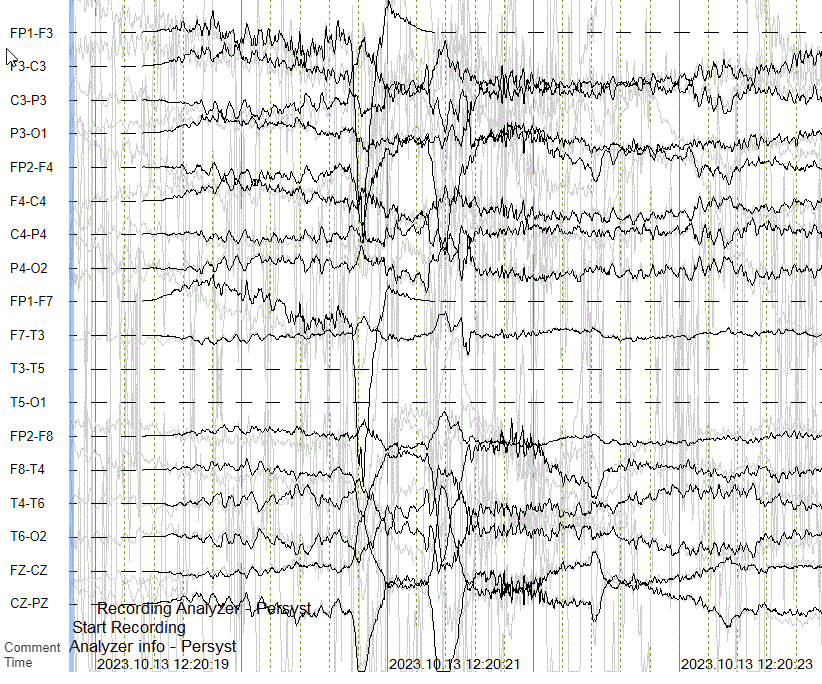 FP1-F3
F3-C3
C3-P3
P3-O1
FP2-F4
F4-C4
C4-P4
P4-O2
FP1-F7
F7-T3
T3-T5
T5-O1
FP2-F8
F8-T4
T4-T6
T6-O2
FZ-CZ
CZ-PZ
Recording Analyzer - Persyst
Start Recording
Comment Analyzer info - Persyst
Time 2023.10.13 12:20:19 2023.10.13 12:20:21 2023.10.13 12:20:23